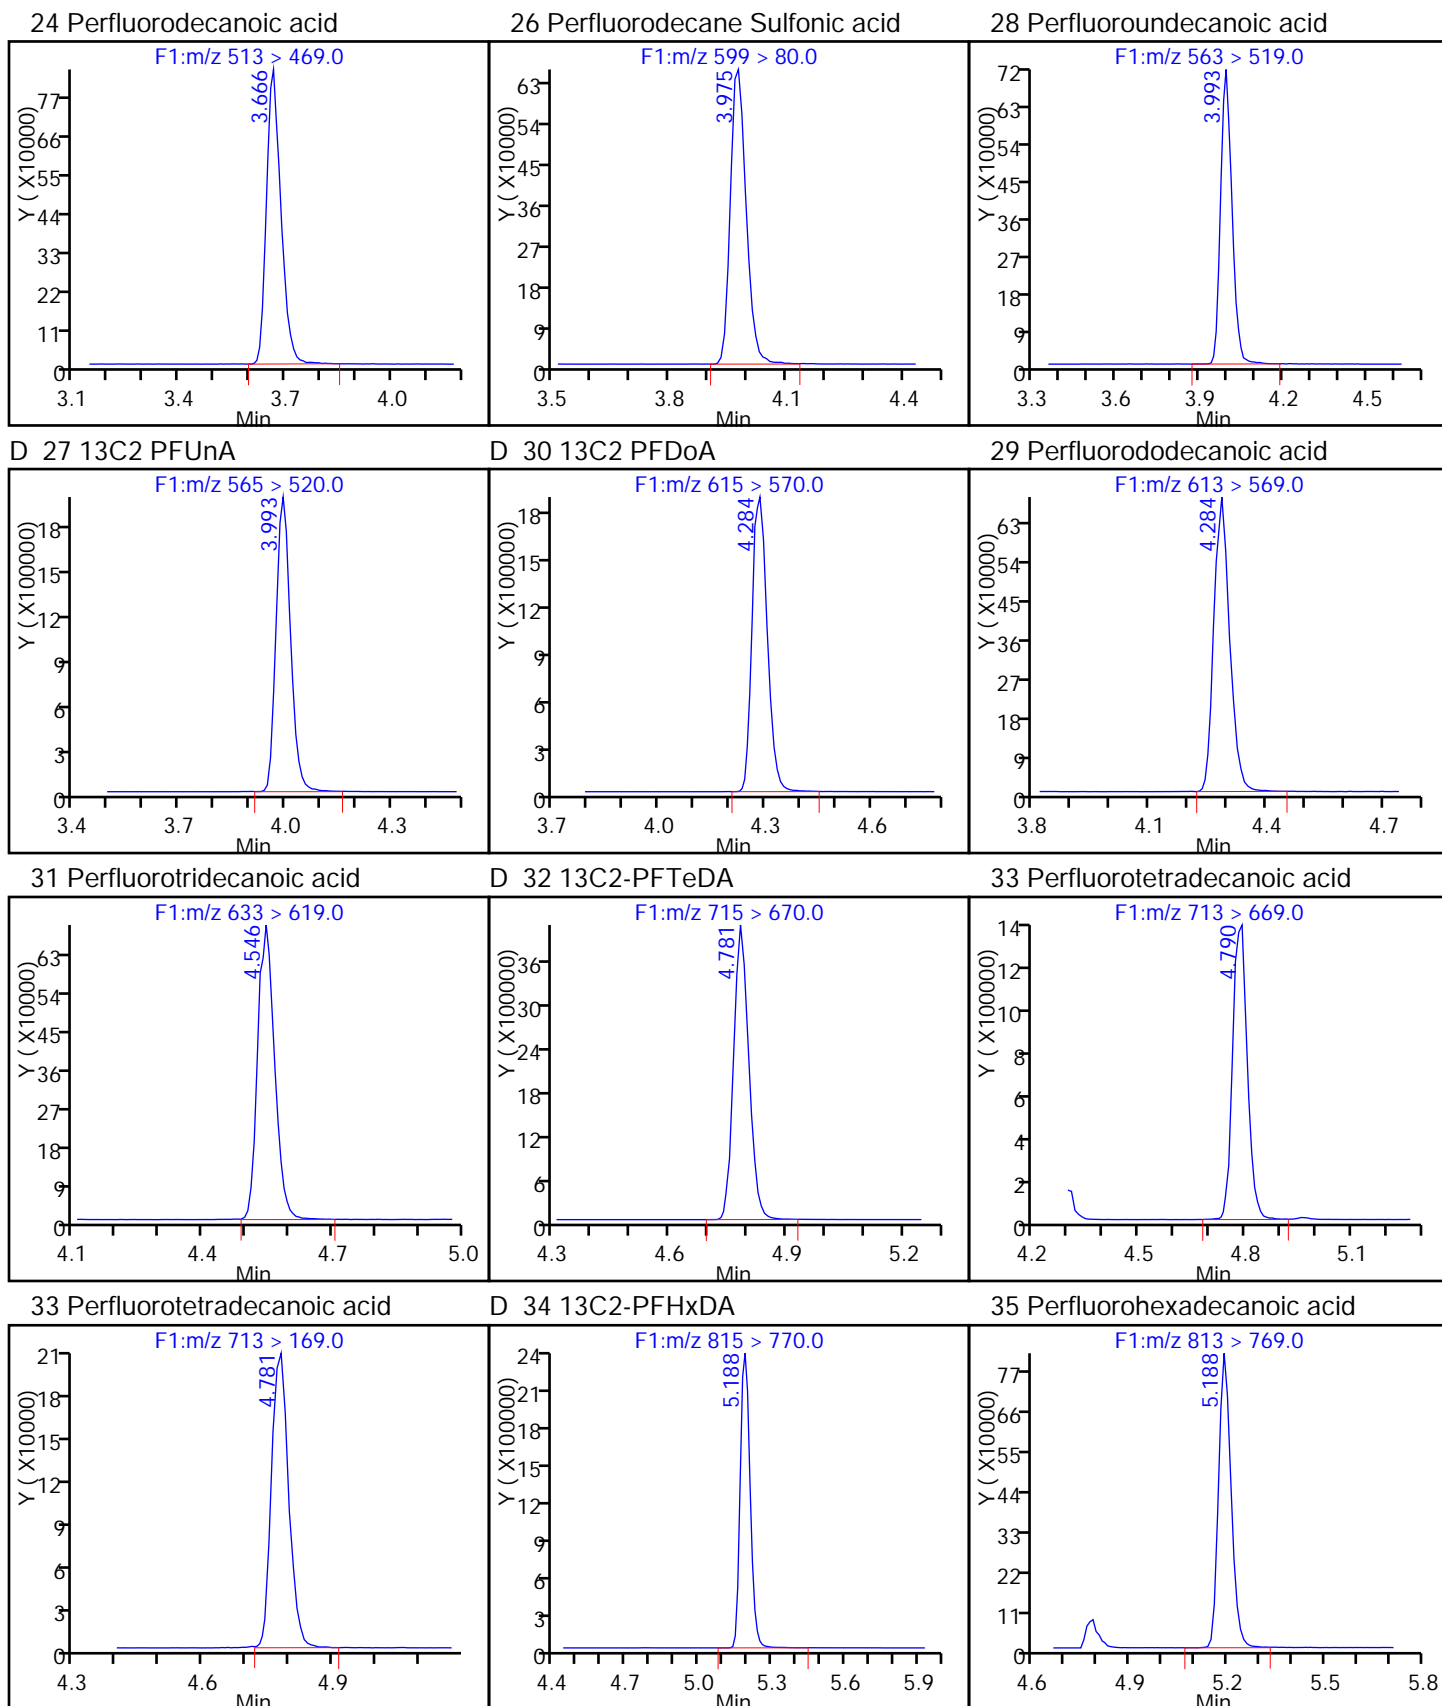 24 Perfluorodecanoic acid
F1:m/z 513 > 469.0
3.666
Y ( X10000)
77
66
55
44
33
22
11
0
3.1 3.4 3.7 4.0
Min
26 Perfluorodecane Sulfonic acid
F1:m/z 599 > 80.0
3.975
Y ( X10000)
63
54
45
36
27
18
9
0
3.5 3.8 4.1 4.4
Min
28 Perfluoroundecanoic acid
F1:m/z 563 > 519.0
3.993
Y ( X10000)
72
63
54
45
36
27
18
9
0
3.3 3.6 3.9 4.2 4.5
Min
D 27 13C2 PFUnA
F1:m/z 565 > 520.0
3.993
Y ( X100000)
18
15
12
9
6
3
0
3.4 3.7 4.0 4.3
Min
D 30 13C2 PFDoA
F1:m/z 615 > 570.0
4.284
Y ( X100000)
18
15
12
9
6
3
0
3.7 4.0 4.3 4.6
Min
29 Perfluorododecanoic acid
F1:m/z 613 > 569.0
4.284
Y ( X10000)
63
54
45
36
27
18
9
0
3.8 4.1 4.4 4.7
Min
31 Perfluorotridecanoic acid
F1:m/z 633 > 619.0
4.546
Y ( X10000)
63
54
45
36
27
18
9
0
4.1 4.4 4.7 5.0
Min
D 32 13C2-PFTeDA
F1:m/z 715 > 670.0
4.781
Y ( X100000)
36
30
24
18
12
6
0
4.3 4.6 4.9 5.2
Min
33 Perfluorotetradecanoic acid
F1:m/z 713 > 669.0
4.790
Y ( X100000)
14
12
10
8
6
4
2
0
4.2 4.5 4.8 5.1
Min
33 Perfluorotetradecanoic acid
F1:m/z 713 > 169.0
4.781
Y ( X10000)
21
18
15
12
9
6
3
0
4.3 4.6 4.9
Min
D 34 13C2-PFHxDA
F1:m/z 815 > 770.0
5.188
Y ( X100000)
24
21
18
15
12
9
6
3
0
4.4 4.7 5.0 5.3 5.6 5.9
Min
35 Perfluorohexadecanoic acid
F1:m/z 813 > 769.0
5.188
Y ( X10000)
77
66
55
44
33
22
11
0
4.6 4.9 5.2 5.5 5.8
Min